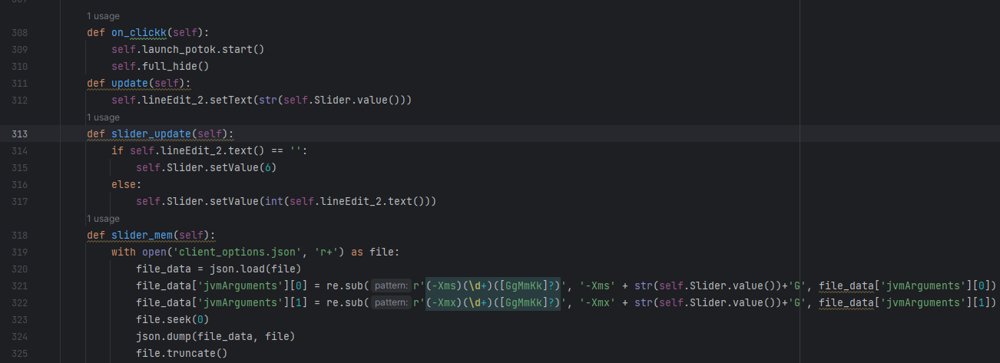 1 usage
308 def on_clickk(self):
309 self.launch_potok.start()
310 self.full_hide()
311 def update(self):
312 self.lineEdit_2.setText(str(self.Slider.value()))
1 usage
313 def slider_update(self):
314 if self.lineEdit_2.text() == '':
315 self.Slider.setValue(6)
316 else:
317 self.Slider.setValue(int(self.lineEdit_2.text()))
1 usage
318 def slider_mem(self):
319 with open('client_options.json', 'r+') as file:
320 file_data = json.load(file)
321 file_data['jvmArguments'][0] = re.sub( pattern: r'(-Xms)(\d+)([GgMmKk]?)', '-Xms' + str(self.Slider.value())+'G', file_data['jvmArguments'][0])
322 file_data['jvmArguments'][1] = re.sub( pattern: r'(-Xmx)(\d+)([GgMmKk]?)', '-Xmx' + str(self.Slider.value())+'G', file_data['jvmArguments'][1])
323 file.seek(0)
324 json.dump(file_data, file)
325 file.truncate()